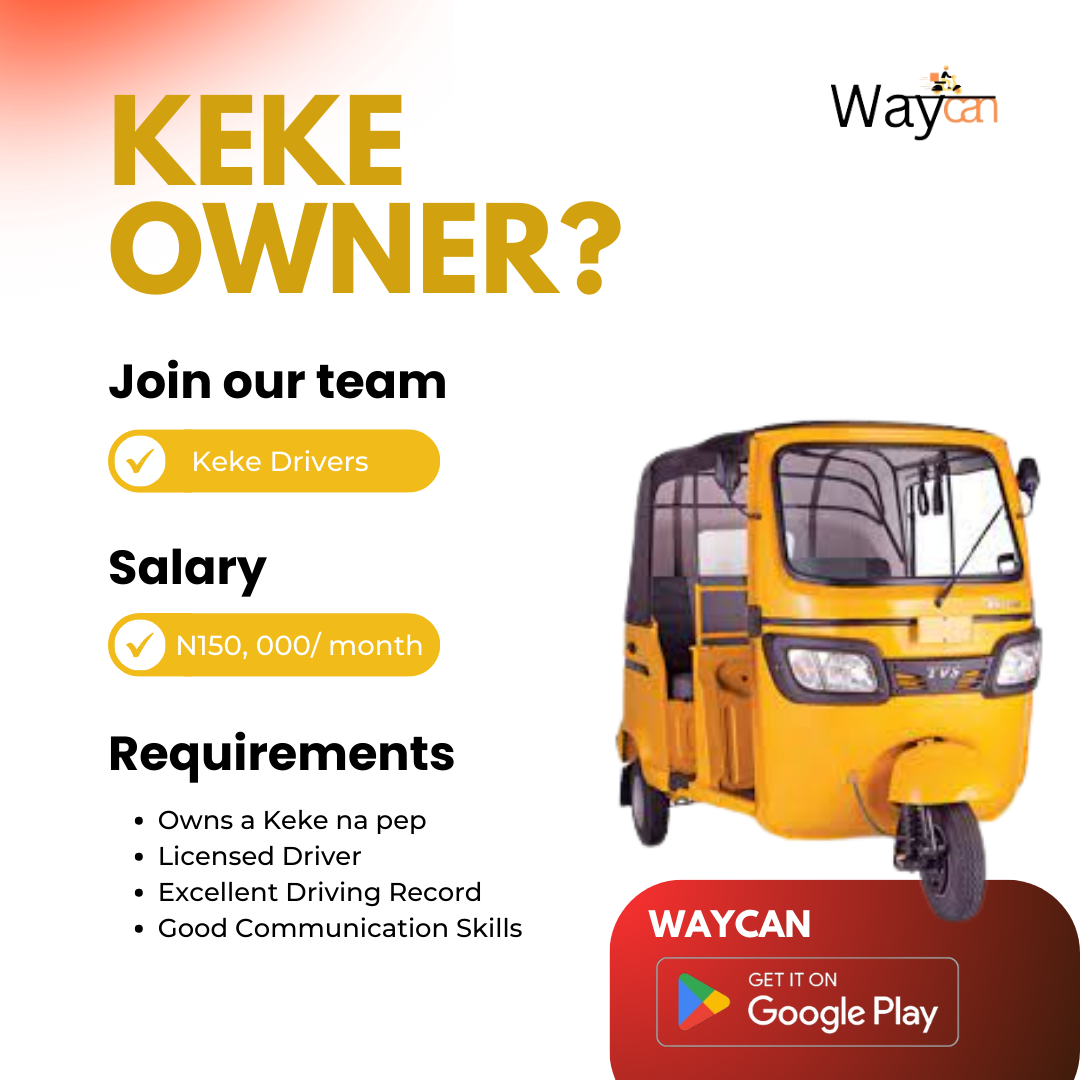 KEKE
OWNER?
Waycan
Join our team
Keke Drivers
Salary
N150, 000/ month
Requirements
• Owns a Keke na pep
• Licensed Driver
• Excellent Driving Record
• Good Communication Skills
TVS
WAYCAN
GET IT ON
Google Play